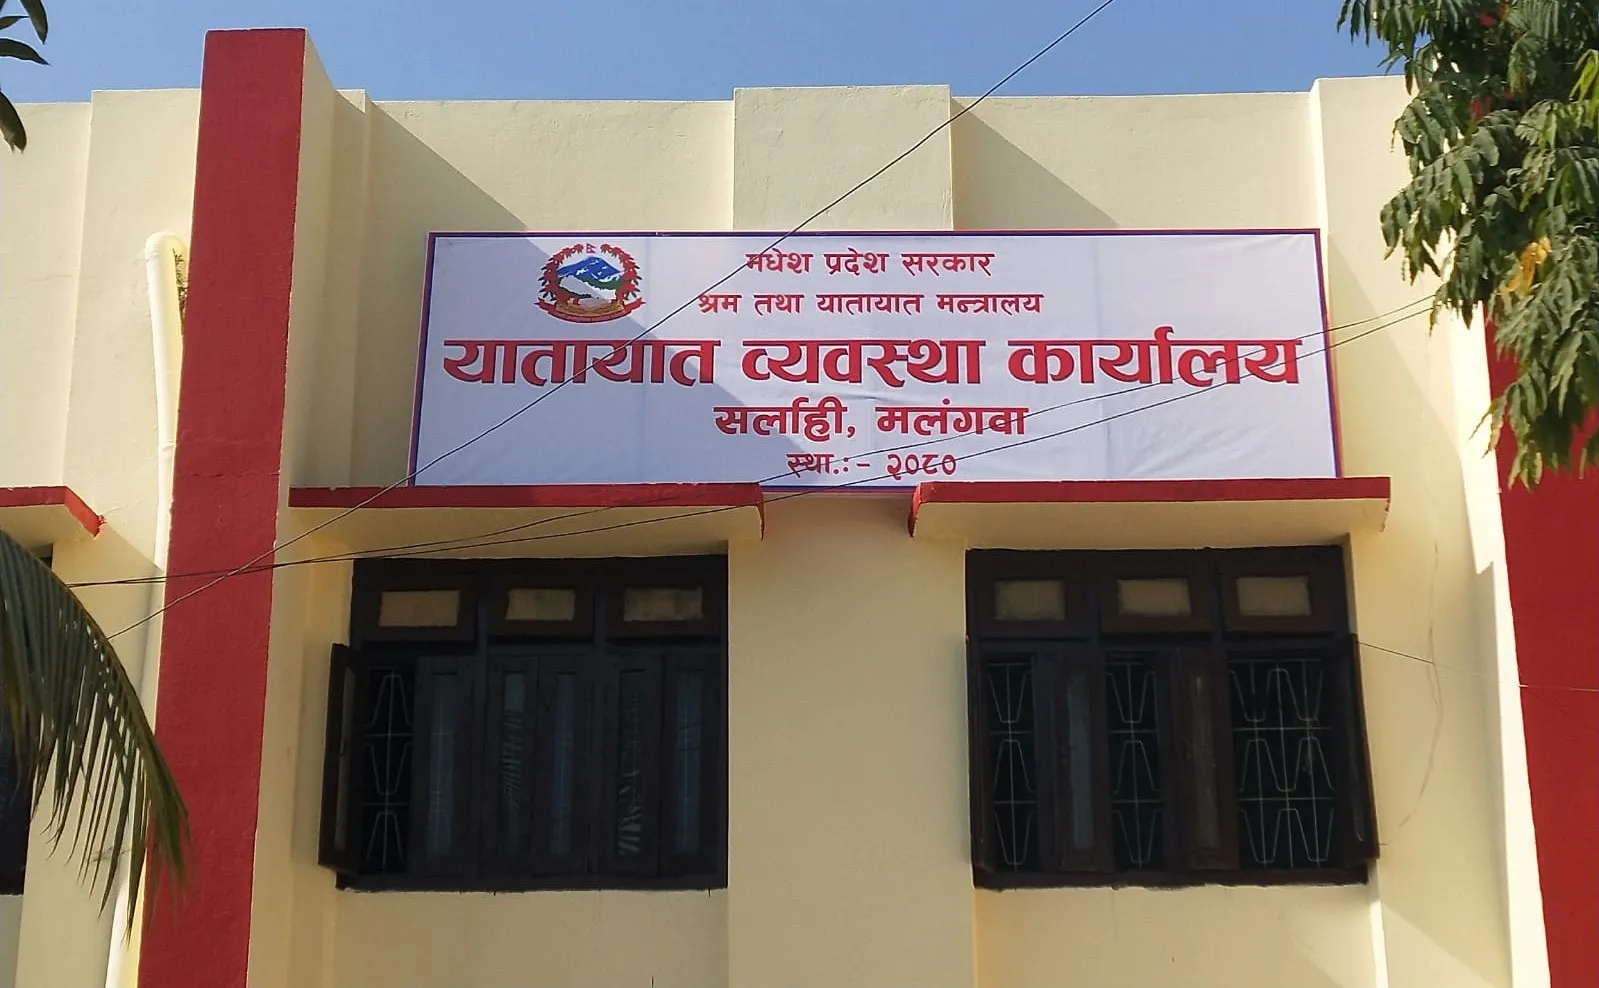 मधेश प्रदेश सरकार
श्रम तथा यातायात मन्त्रालय
यातायात व्यवस्था कार्यालय
सर्लाही, मलंगवा
स्था.:- २०८०